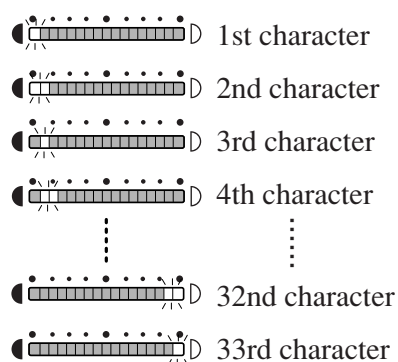 1st character
2nd character
3rd character
4th character
32nd character
33rd character